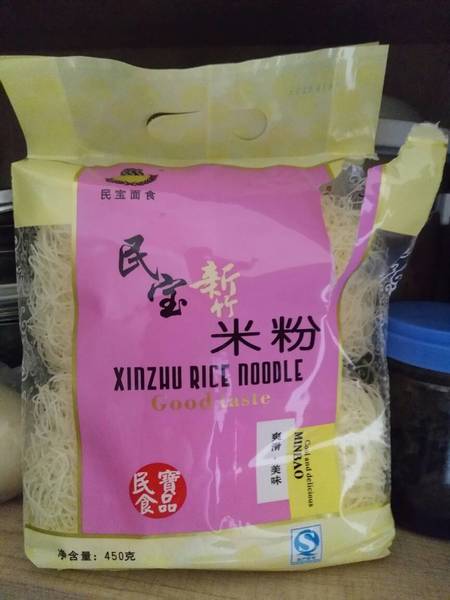 民宝面食
民宝
新竹
米粉
XINZHU RICE NOODLE
Good taste
爽滑·美味
MINBAO
Cool and delicious
民寶
食品
净含量：450克